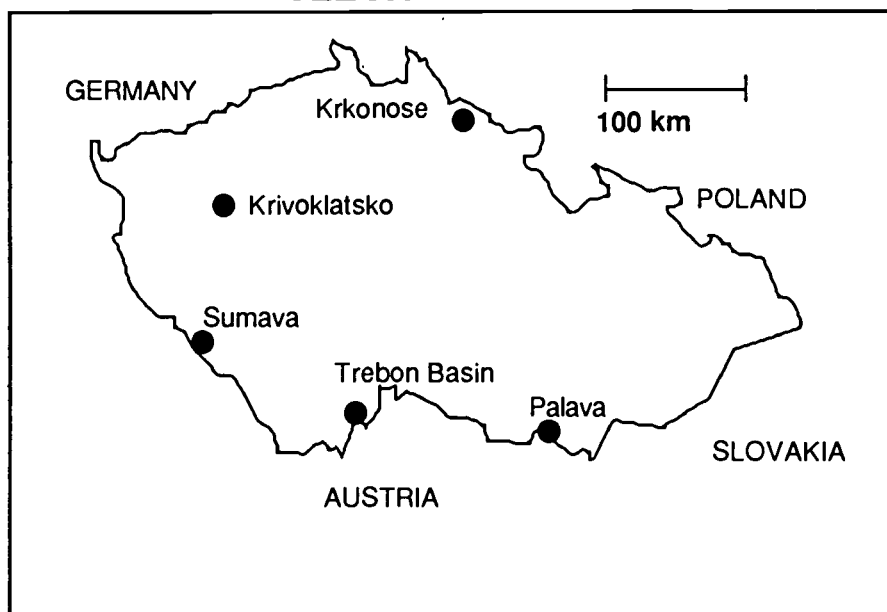 GERMANY
Krkonose
100 km
Krivoklatsko
POLAND
Sumava
Trebon Basin
Palava
SLOVAKIA
AUSTRIA